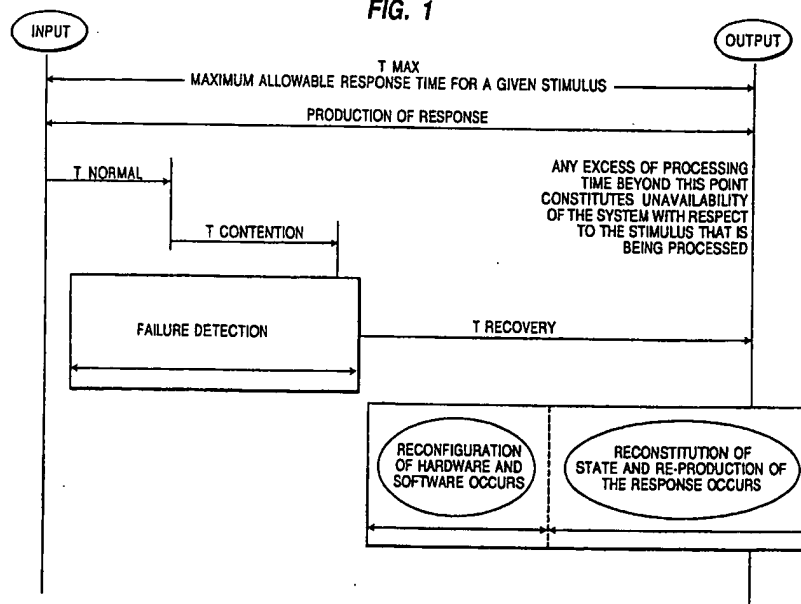 FIG. 1
INPUT
OUTPUT
T MAX
MAXIMUM ALLOWABLE RESPONSE TIME FOR A GIVEN STIMULUS
PRODUCTION OF RESPONSE
T NORMAL
ANY EXCESS OF PROCESSING
TIME BEYOND THIS POINT
CONSTITUTES UNAVAILABILITY
OF THE SYSTEM WITH RESPECT
TO THE STIMULUS THAT IS
BEING PROCESSED
T CONTENTION
FAILURE DETECTION
T RECOVERY
RECONFIGURATION
OF HARDWARE AND
SOFTWARE OCCURS
RECONSTITUTION OF
STATE AND RE-PRODUCTION OF
THE RESPONSE OCCURS